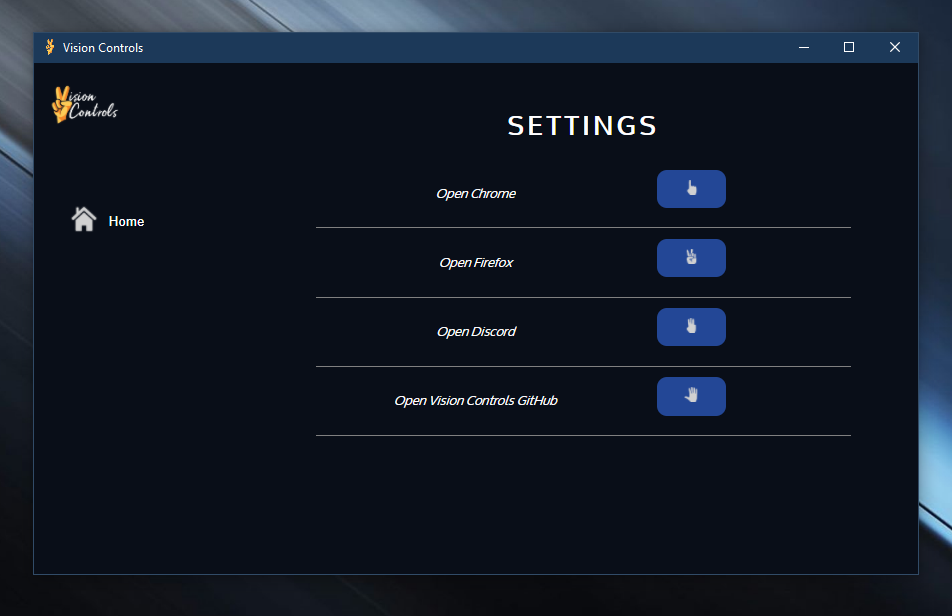 Vision Controls
Vision
Controls
SETTINGS
Open Chrome
Home
Open Firefox
Open Discord
Open Vision Controls GitHub